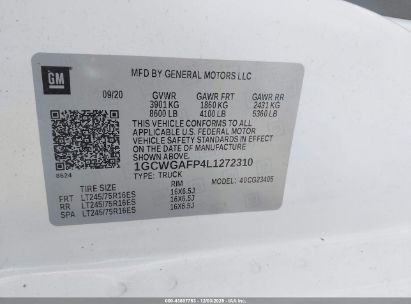 GM
MFD BY GENERAL MOTORS LLC
09/20 GVWR GAWR FRT GAWR RR
3901 KG 1860 KG 2431 KG
8600 LB 4100 LB 5360 LB
THIS VEHICLE CONFORMS TO ALL
APPLICABLE U.S. FEDERAL MOTOR
VEHICLE SAFETY STANDARDS IN
EFFECT ON THE DATE OF
MANUFACTURE SHOWN ABOVE.
1GCWGAFP4L1272310
8624 TYPE: TRUCK 40CG23405
TIRE SIZE RIM
FRT LT245/75R16ES 16X6.5J
RR LT245/75R16ES 16X6.5J
SPA LT245/75R16ES 16X6.5J